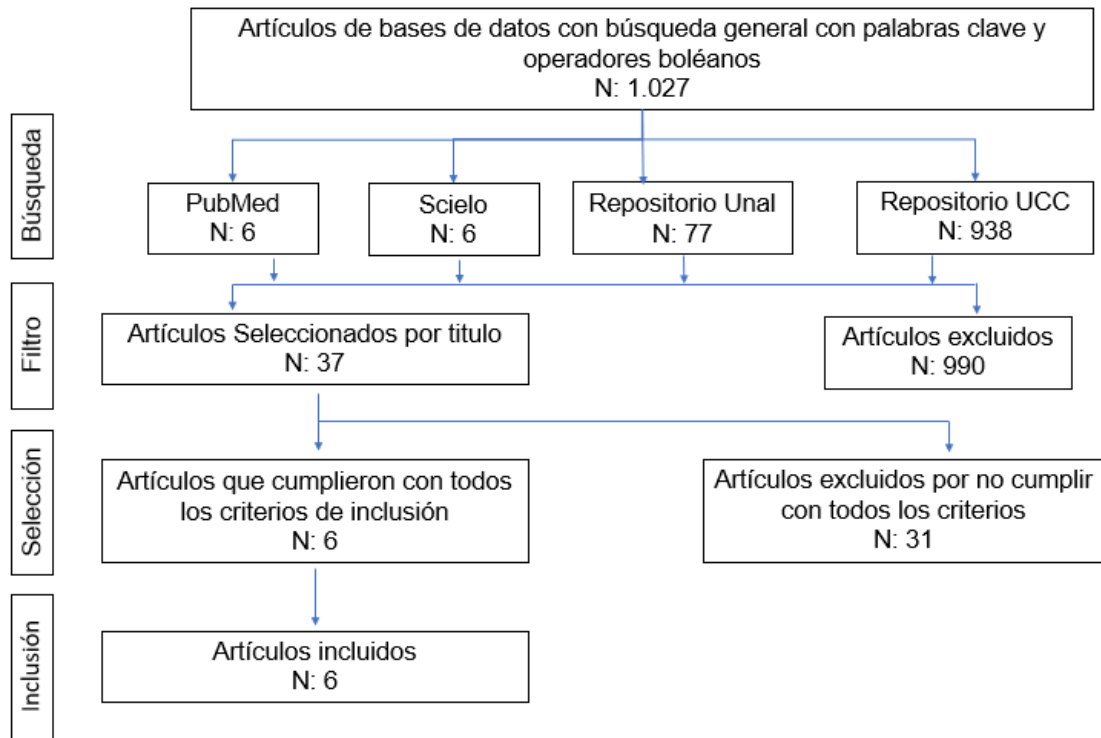 Artículos de bases de datos con búsqueda general con palabras clave y
operadores boléanos
N: 1.027
Búsqueda
PubMed
N: 6
Scielo
N: 6
Repositorio Unal
N: 77
Repositorio UCC
N: 938
Filtro
Artículos Seleccionados por titulo
N: 37
Artículos excluidos
N: 990
Selección
Artículos que cumplieron con todos
los criterios de inclusión
N: 6
Artículos excluidos por no cumplir
con todos los criterios
N: 31
Inclusión
Artículos incluidos
N: 6